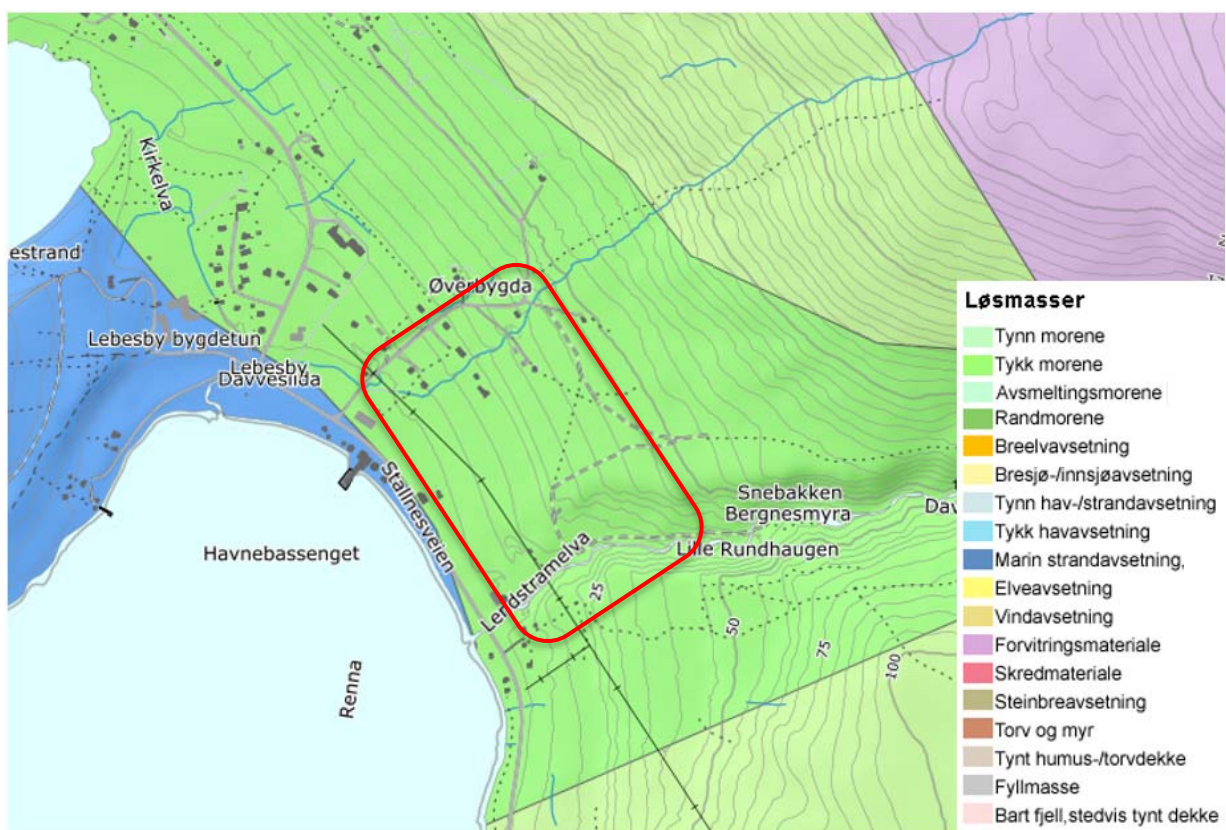 Kirkelva
estrand
Øverbygda
Lebesby bygdetun
Lebesby
Davvesiida
Stallnesveien
Havnebassenget
Lendstramelva
Snebakken
Bergnesmyra
Dav
Lille Rundhaugen
25
50
75
100
Renna
Løsmasser
Tynn morene
Tykk morene
Avsmeltingsmorene
Randmorene
Breelvavsetning
Bresjø-/innsjøavsetning
Tynn hav-/strandavsetning
Tykk havavsetning
Marin strandavsetning,
Elveavsetning
Vindavsetning
Forvitringsmateriale
Skredmateriale
Steinbreavsetning
Torv og myr
Tynt humus-/torvdekke
Fyllmasse
Bart fjell,stedvis tynt dekke